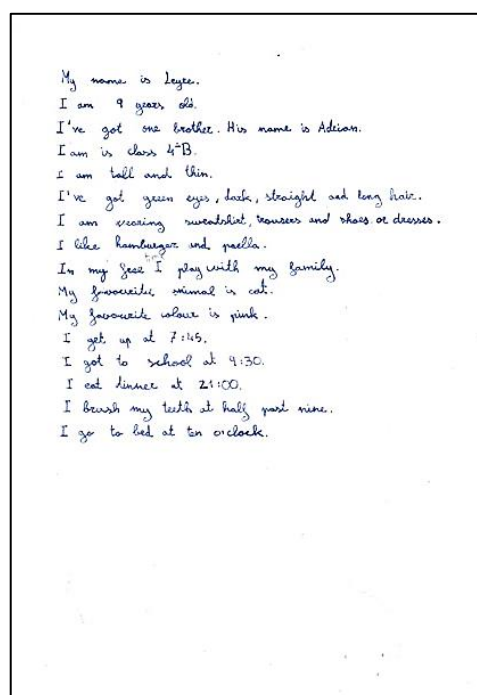 My name is Leyre.
I am 9 years old.
I've got one brother. His name is Adrian.
I am is class 4ºB.
I am tall and thin.
I've got green eyes, dark, straight and long hair.
I am wearing sweatshirt, trousers and shoes or dresses.
I like hamburger and paella.
In my free time I play with my family.
My favourite animal is cat.
My favourite colour is pink.
I get up at 7:45.
I got to school at 9:30.
I eat dinner at 21:00.
I brush my teeth at half past nine.
I go to bed at ten o'clock.